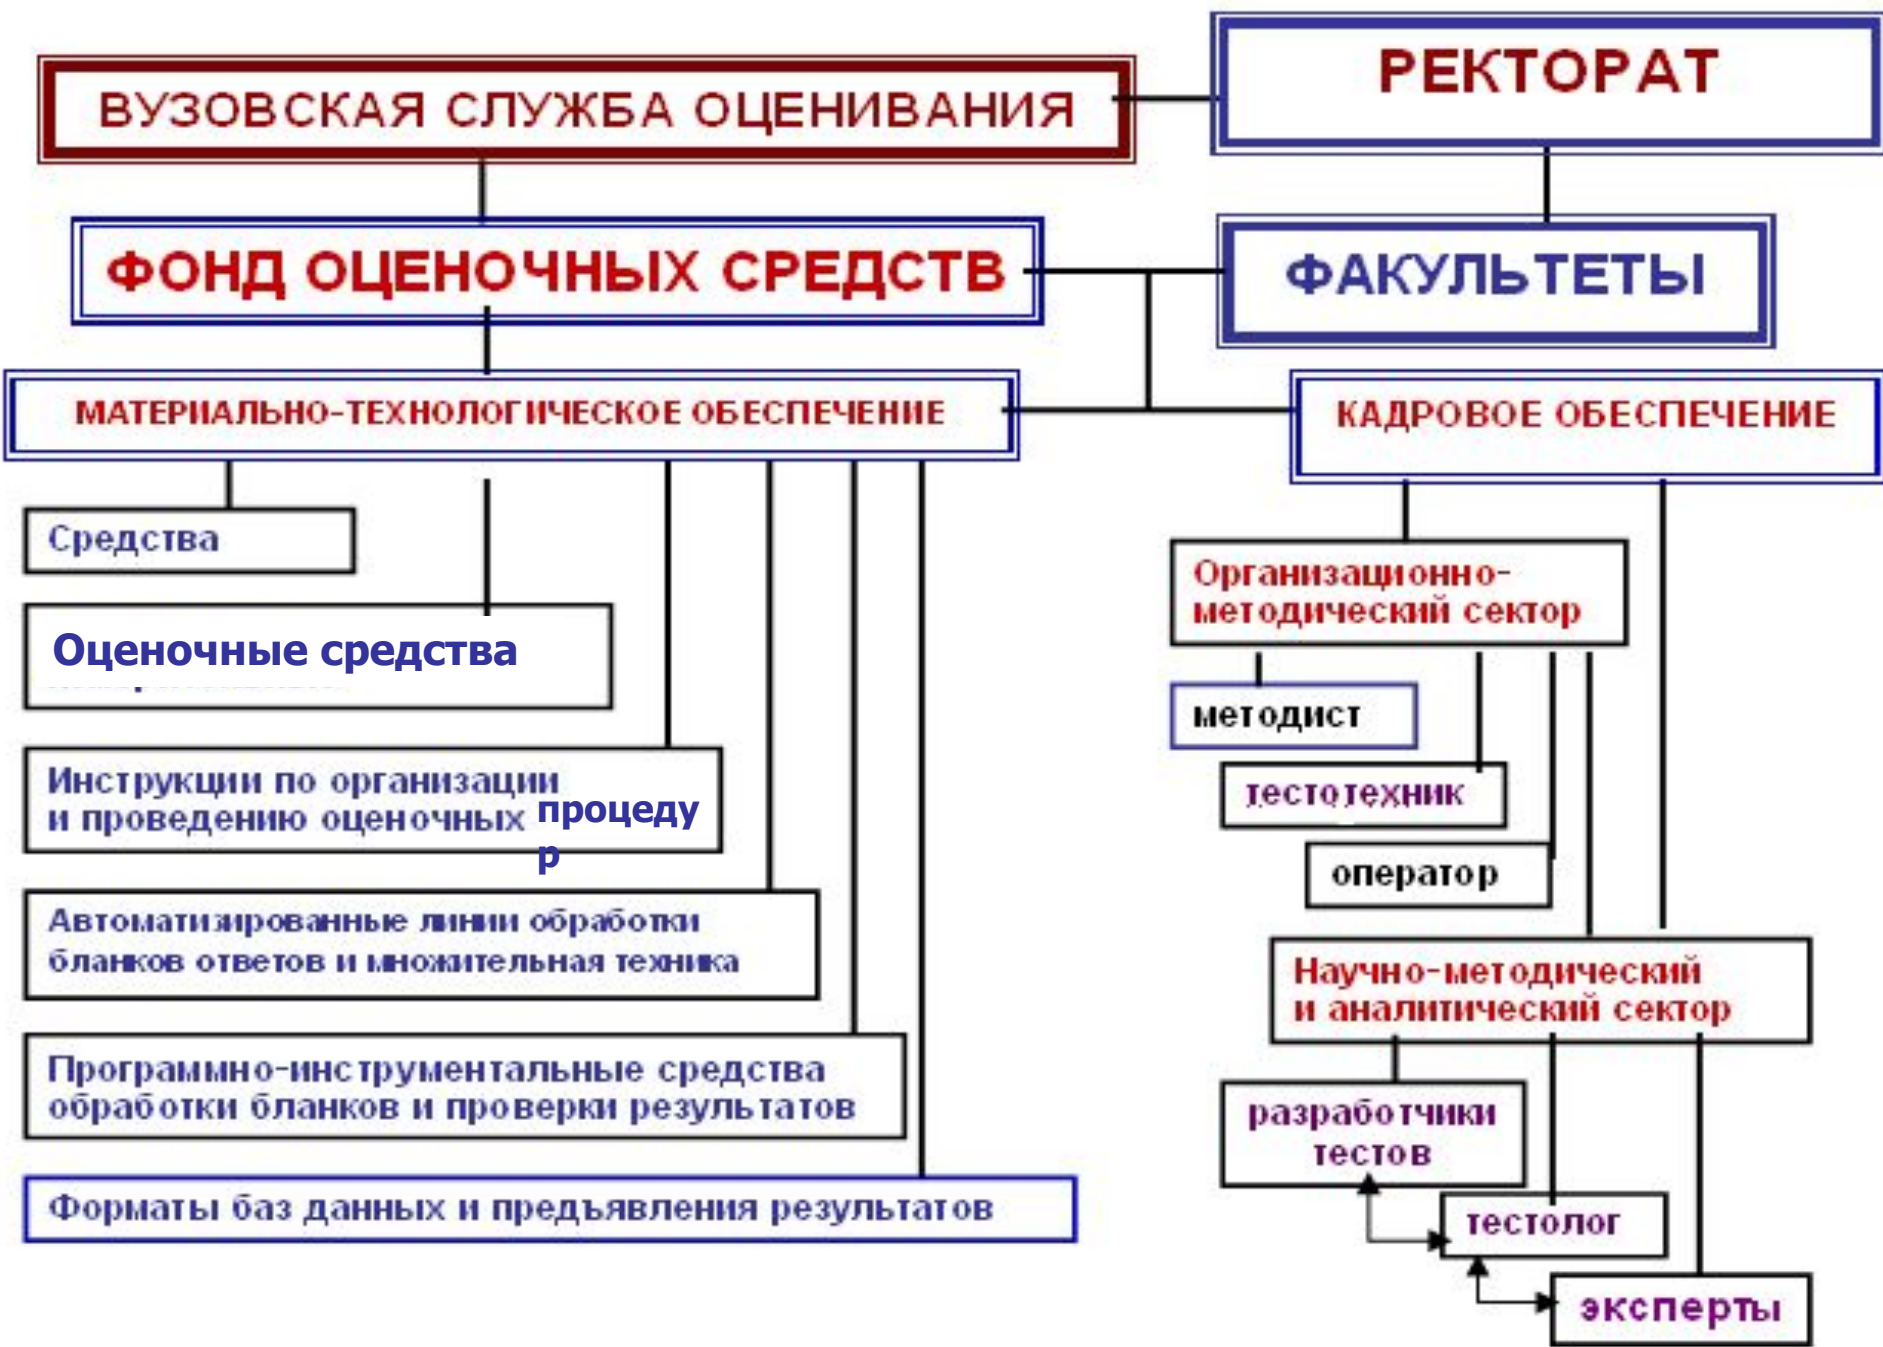 ВУЗОВСКАЯ СЛУЖБА ОЦЕНИВАНИЯ
РЕКТОРАТ
ФОНД ОЦЕНОЧНЫХ СРЕДСТВ
ФАКУЛЬТЕТЫ
МАТЕРИАЛЬНО-ТЕХНОЛОГИЧЕСКОЕ ОБЕСПЕЧЕНИЕ
КАДРОВОЕ ОБЕСПЕЧЕНИЕ
Средства
Оценочные средства
Инструкции по организации
и проведению оценочных процеду
р
Автоматизированные линии обработки
бланков ответов и множительная техника
Программно-инструментальные средства
обработки бланков и проверки результатов
Форматы баз данных и предъявления результатов
Организационно-
методический сектор
методист
тестотехник
оператор
Научно-методический
и аналитический сектор
разработчики
тестов
тестолог
эксперты